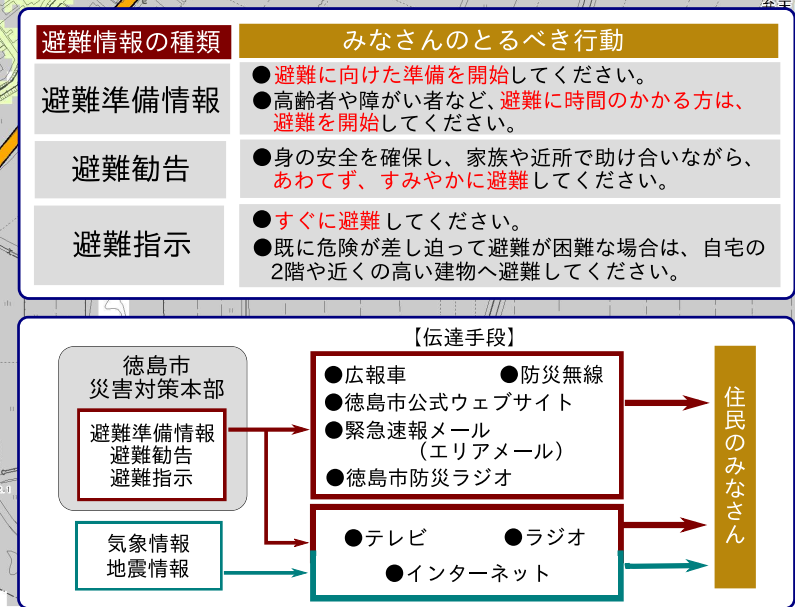 避難情報の種類
みなさんのとるべき行動
避難準備情報
●避難に向けた準備を開始してください。
●高齢者や障がい者など、避難に時間のかかる方は、
避難を開始してください。
避難勧告
●身の安全を確保し、家族や近所で助け合いながら、
あわてず、すみやかに避難してください。
避難指示
●すぐに避難してください。
●既に危険が差し迫って避難が困難な場合は、自宅の
2階や近くの高い建物へ避難してください。
【伝達手段】
徳島市
災害対策本部
避難準備情報
避難勧告
避難指示
気象情報
地震情報
●広報車
●防災無線
●徳島市公式ウェブサイト
●緊急速報メール
（エリアメール）
●徳島市防災ラジオ
●テレビ
●ラジオ
●インターネット
住民のみなさん